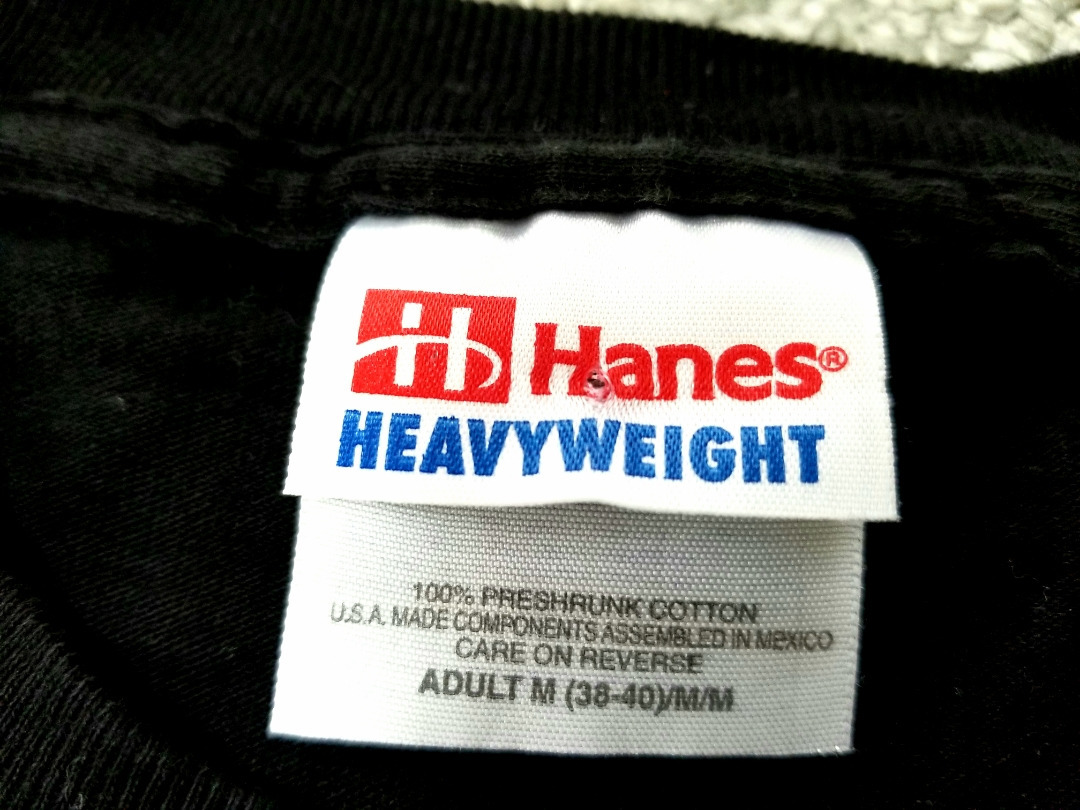 H Hanes®
HEAVYWEIGHT
100% PRESHRUNK COTTON
U.S.A. MADE COMPONENTS ASSEMBLED IN MEXICO
CARE ON REVERSE
ADULT M (38-40)/M/M